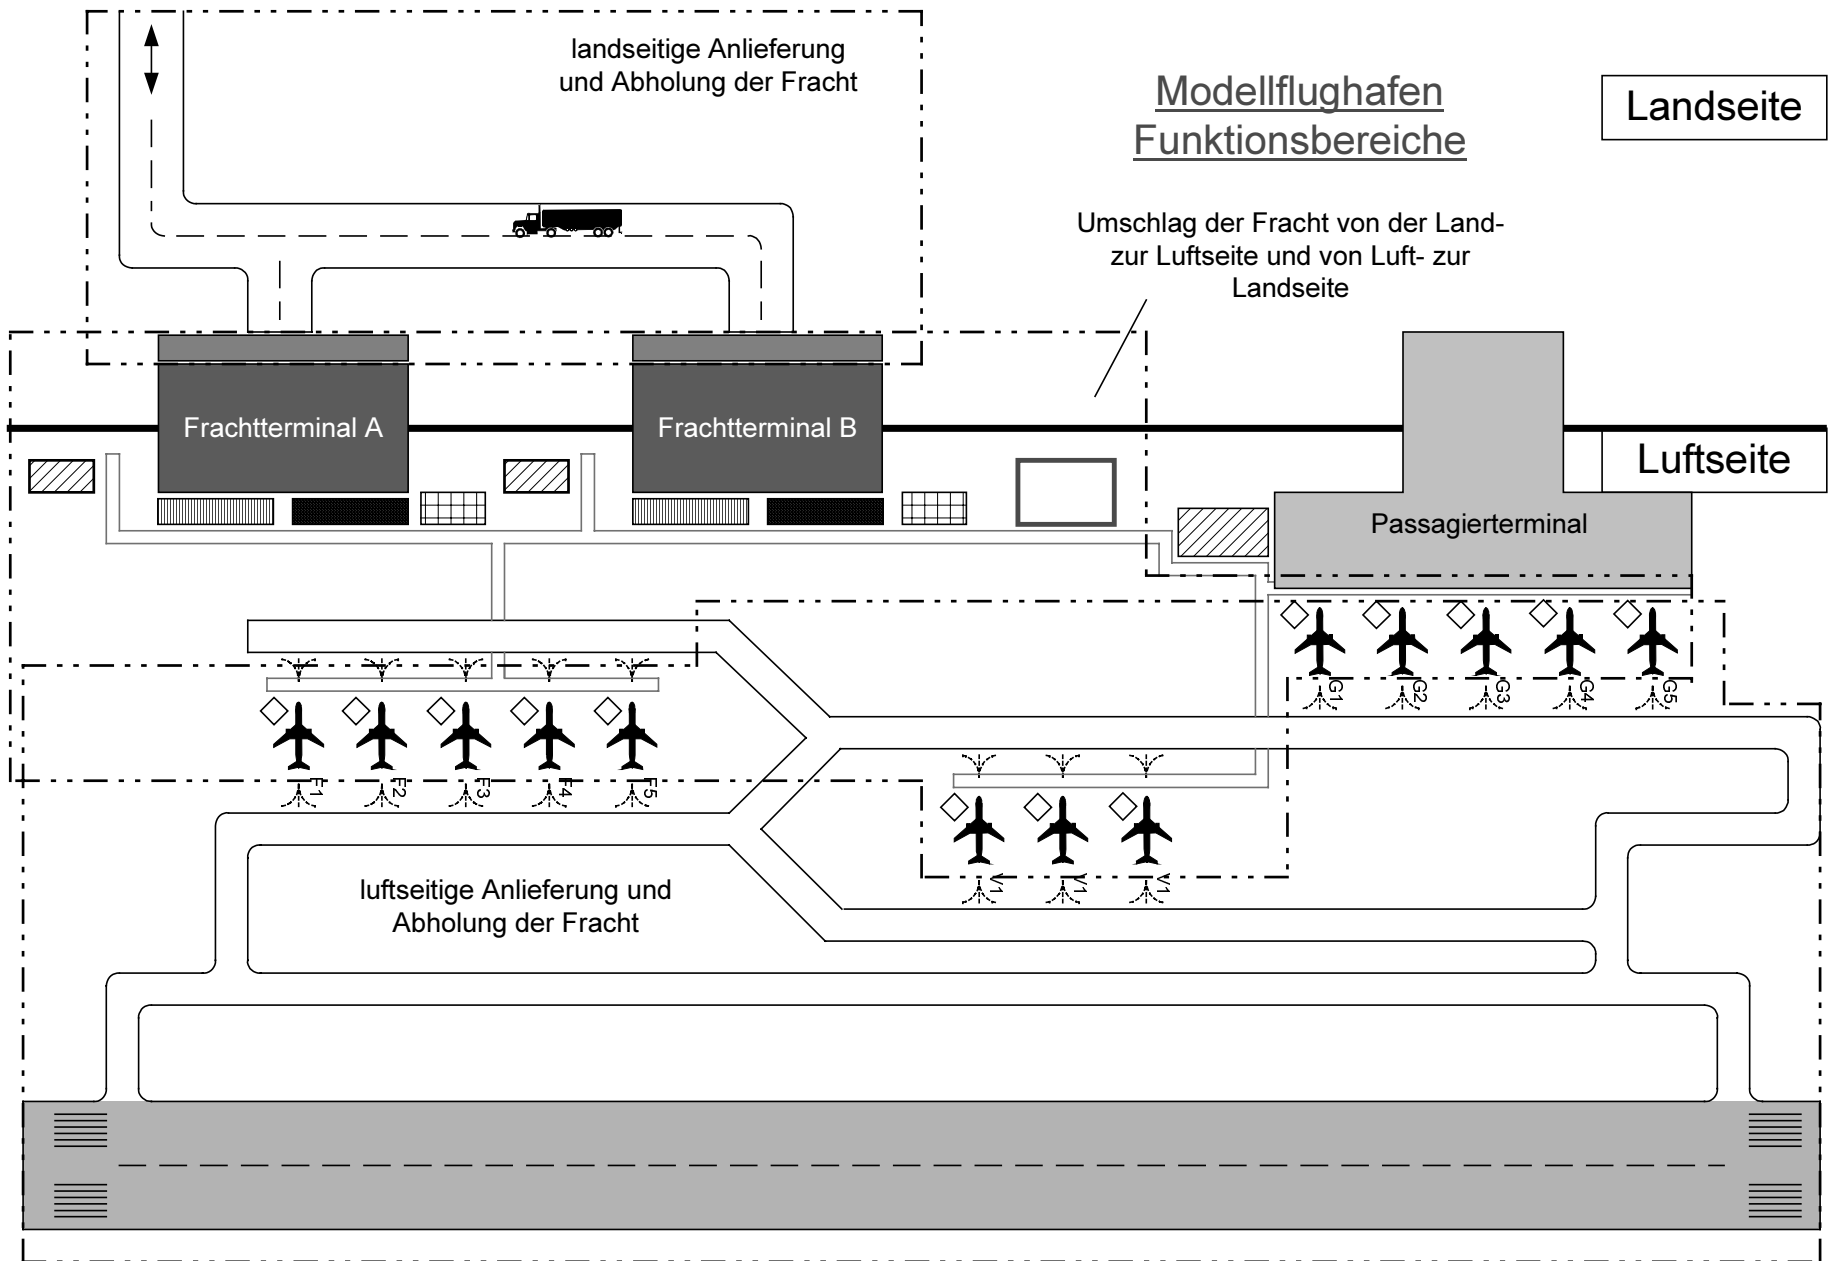 landseitige Anlieferung
und Abholung der Fracht
Modellflughafen
Funktionsbereiche
Landseite
Umschlag der Fracht von der Land-
zur Luftseite und von Luft- zur
Landseite
Frachtterminal A
Frachtterminal B
Luftseite
Passagierterminal
G1
G2
G3
G4
G5
F1
F2
F3
F4
F5
V1
V1
V1
luftseitige Anlieferung und
Abholung der Fracht